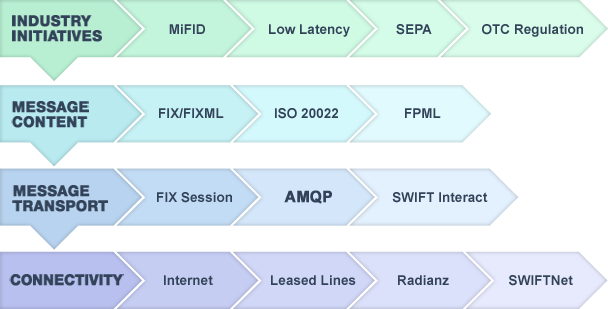 INDUSTRY
INITIATIVES
MiFID
Low Latency
SEPA
OTC Regulation
MESSAGE
CONTENT
FIX/FIXML
ISO 20022
FPML
MESSAGE
TRANSPORT
FIX Session
AMQP
SWIFT Interact
CONNECTIVITY
Internet
Leased Lines
Radianz
SWIFTNet